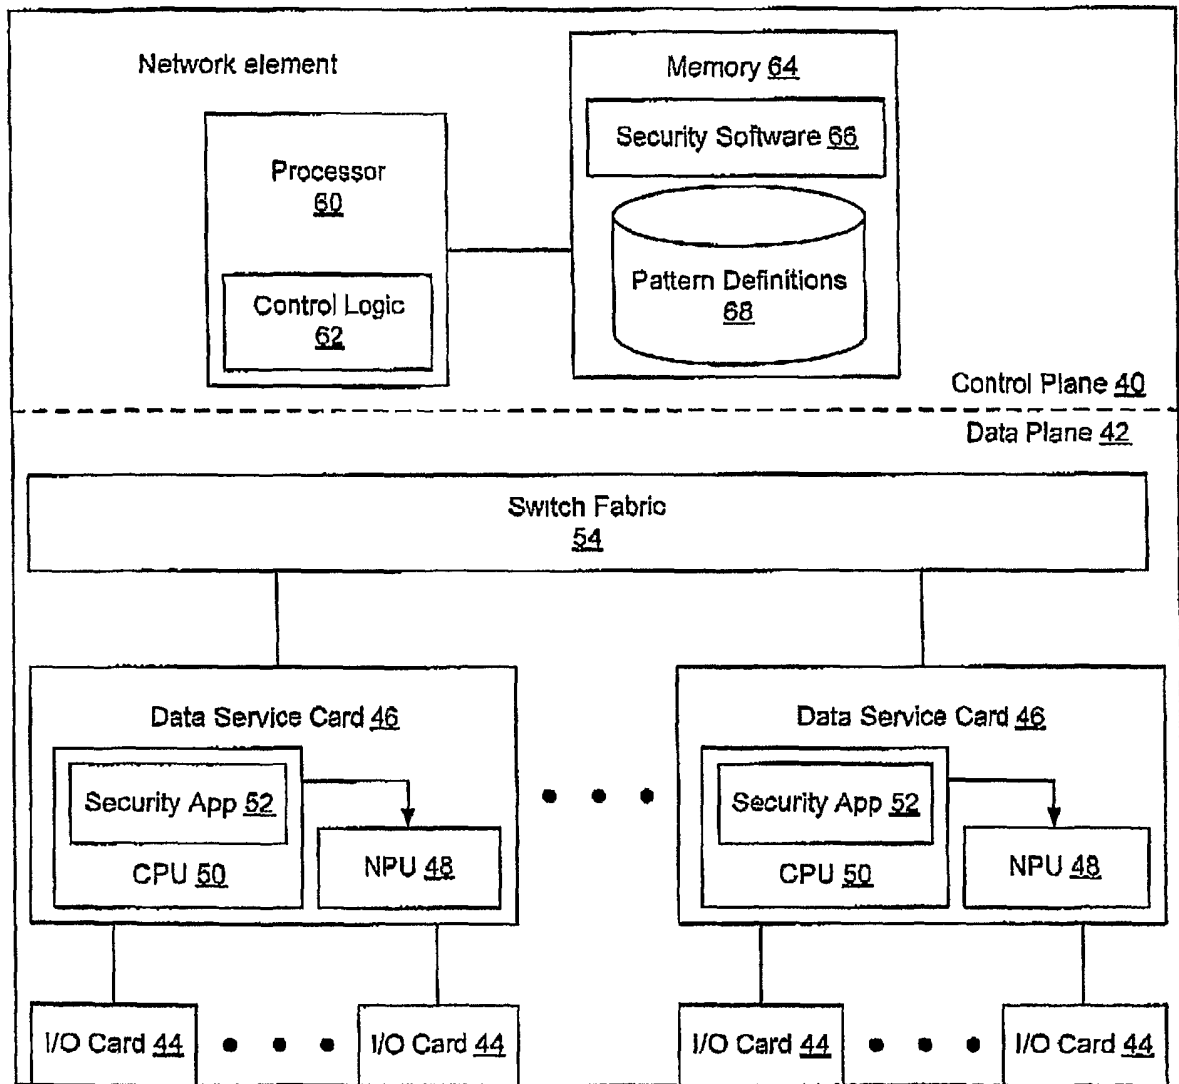 Network element
Memory 64
Security Software 66
Processor
60
Pattern Definitions
68
Control Logic
62
Control Plane 40
Data Plane 42
Switch Fabric
54
Data Service Card 46
Security App 52
CPU 50
NPU 48
Data Service Card 46
Security App 52
CPU 50
NPU 48
I/O Card 44
I/O Card 44
I/O Card 44
I/O Card 44